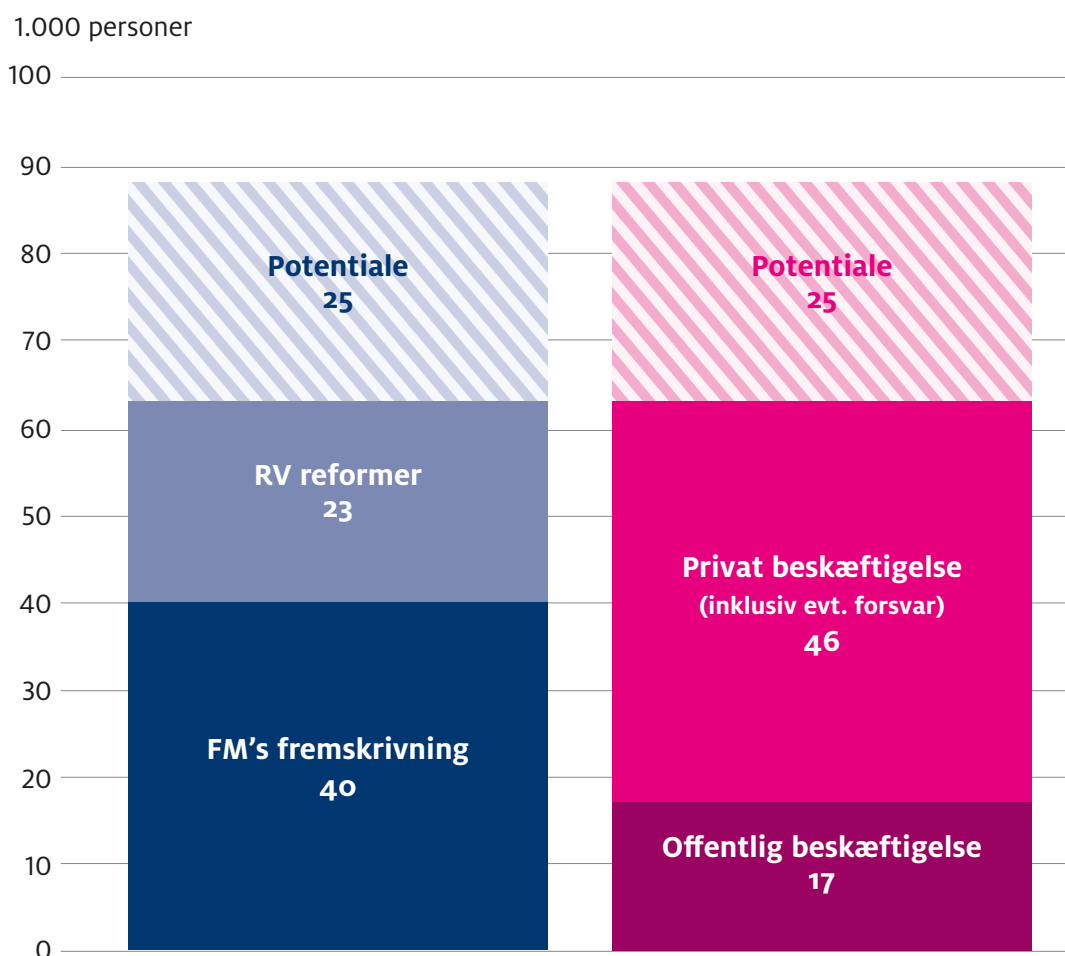 1.000 personer
100
90
80
70
60
50
40
30
20
10
0
Potentiale
25
RV reformer
23
FM's fremskrivning
40
Potentiale
25
Privat beskæftigelse
(inklusiv evt. forsvar)
46
Offentlig beskæftigelse
17